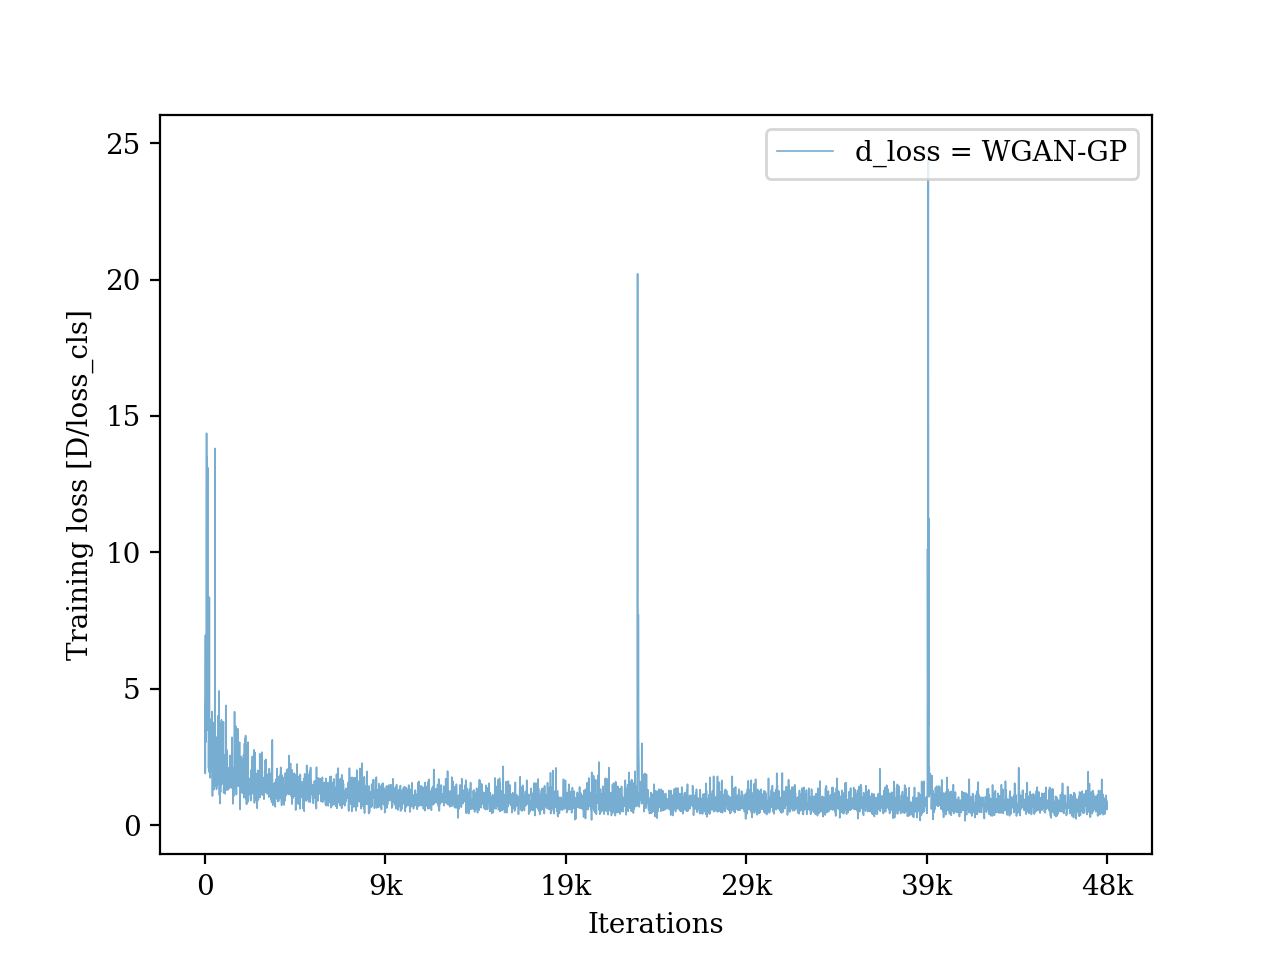 d_loss = WGAN-GP
Training loss [D/loss_cls]
25
20
15
10
5
0
0
9k
19k
29k
39k
48k
Iterations